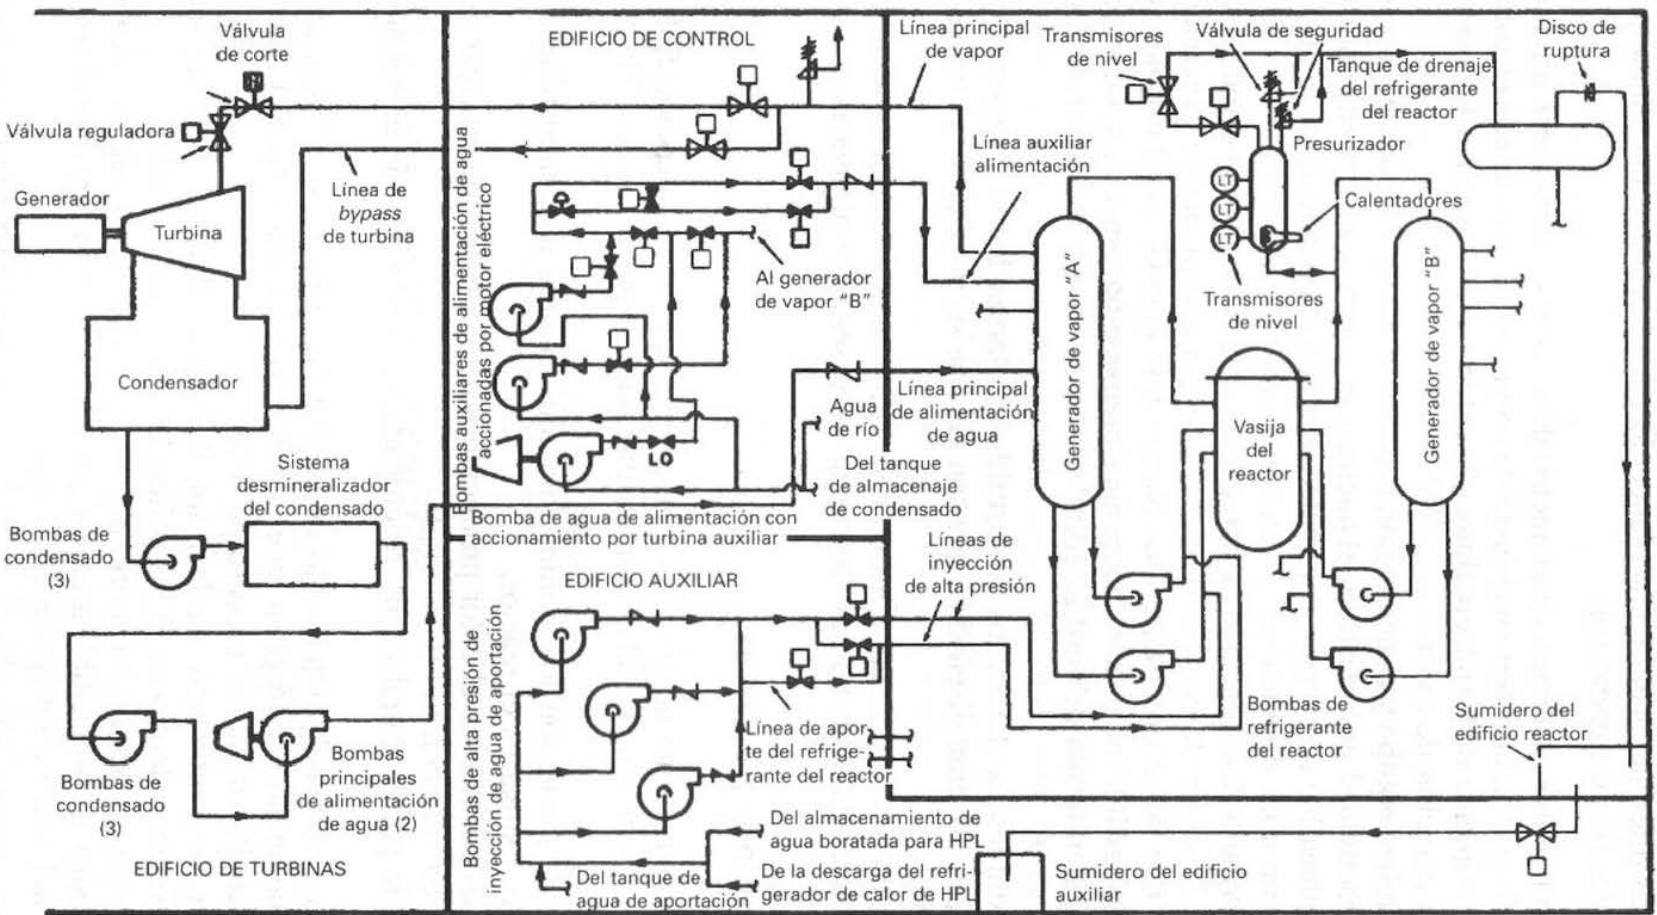 Válvula
de corte
Válvula reguladora
Generador
Turbina
Línea de
bypass
de turbina
Condensador
Sistema
desmineralizador
del condensado
Bombas de
condensado
(3)
Bombas de
condensado
(3)
Bombas
principales
de alimentación
de agua (2)
EDIFICIO DE TURBINAS
EDIFICIO DE CONTROL
Bombas auxiliares de alimentación de agua
accionadas por motor eléctrico
Al generador
de vapor "B"
LO
Agua
de río
Del tanque
de almacenaje
de condensado
Bomba de agua de alimentación con
accionamiento por turbina auxiliar
EDIFICIO AUXILIAR
Bombas de alta presión de
inyección de agua de aportación
Línea de apor-
te del refrige-
rante del reactor
Del almacenamiento de
agua boratada para HPL
De la descarga del refri-
gerador de calor de HPL
Del tanque de
agua de aportación
Línea principal
de vapor
Línea auxiliar
alimentación
Línea principal
de alimentación
de agua
Líneas de
inyección
de alta presión
Transmisores
de nivel
Válvula de seguridad
Tanque de drenaje
del refrigerante
del reactor
Disco de
ruptura
Presurizador
LT
LT
LT
Calentadores
Transmisores
de nivel
Generador de vapor "A"
Vasija
del
reactor
Generador de vapor "B"
Bombas de
refrigerante
del reactor
Sumidero del
edificio reactor
Sumidero del edificio
auxiliar